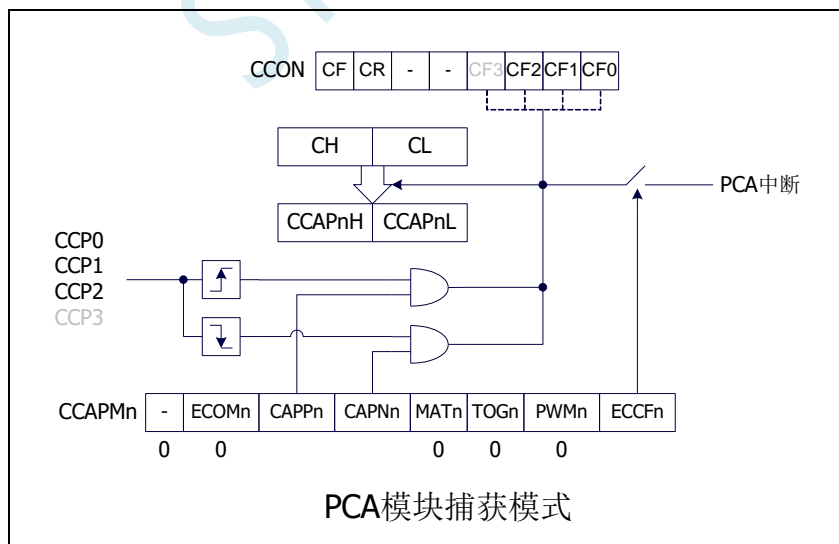 CCON CF CR - - CF3 CF2 CF1 CF0
CH CL
PCA中断
CCAPnH CCAPnL
CCP0
CCP1
CCP2
CCP3
CCAPMn - ECOMn CAPPn CAPNn MATn TOGn PWMn ECCFn
0 0 0 0 0
PCA模块捕获模式